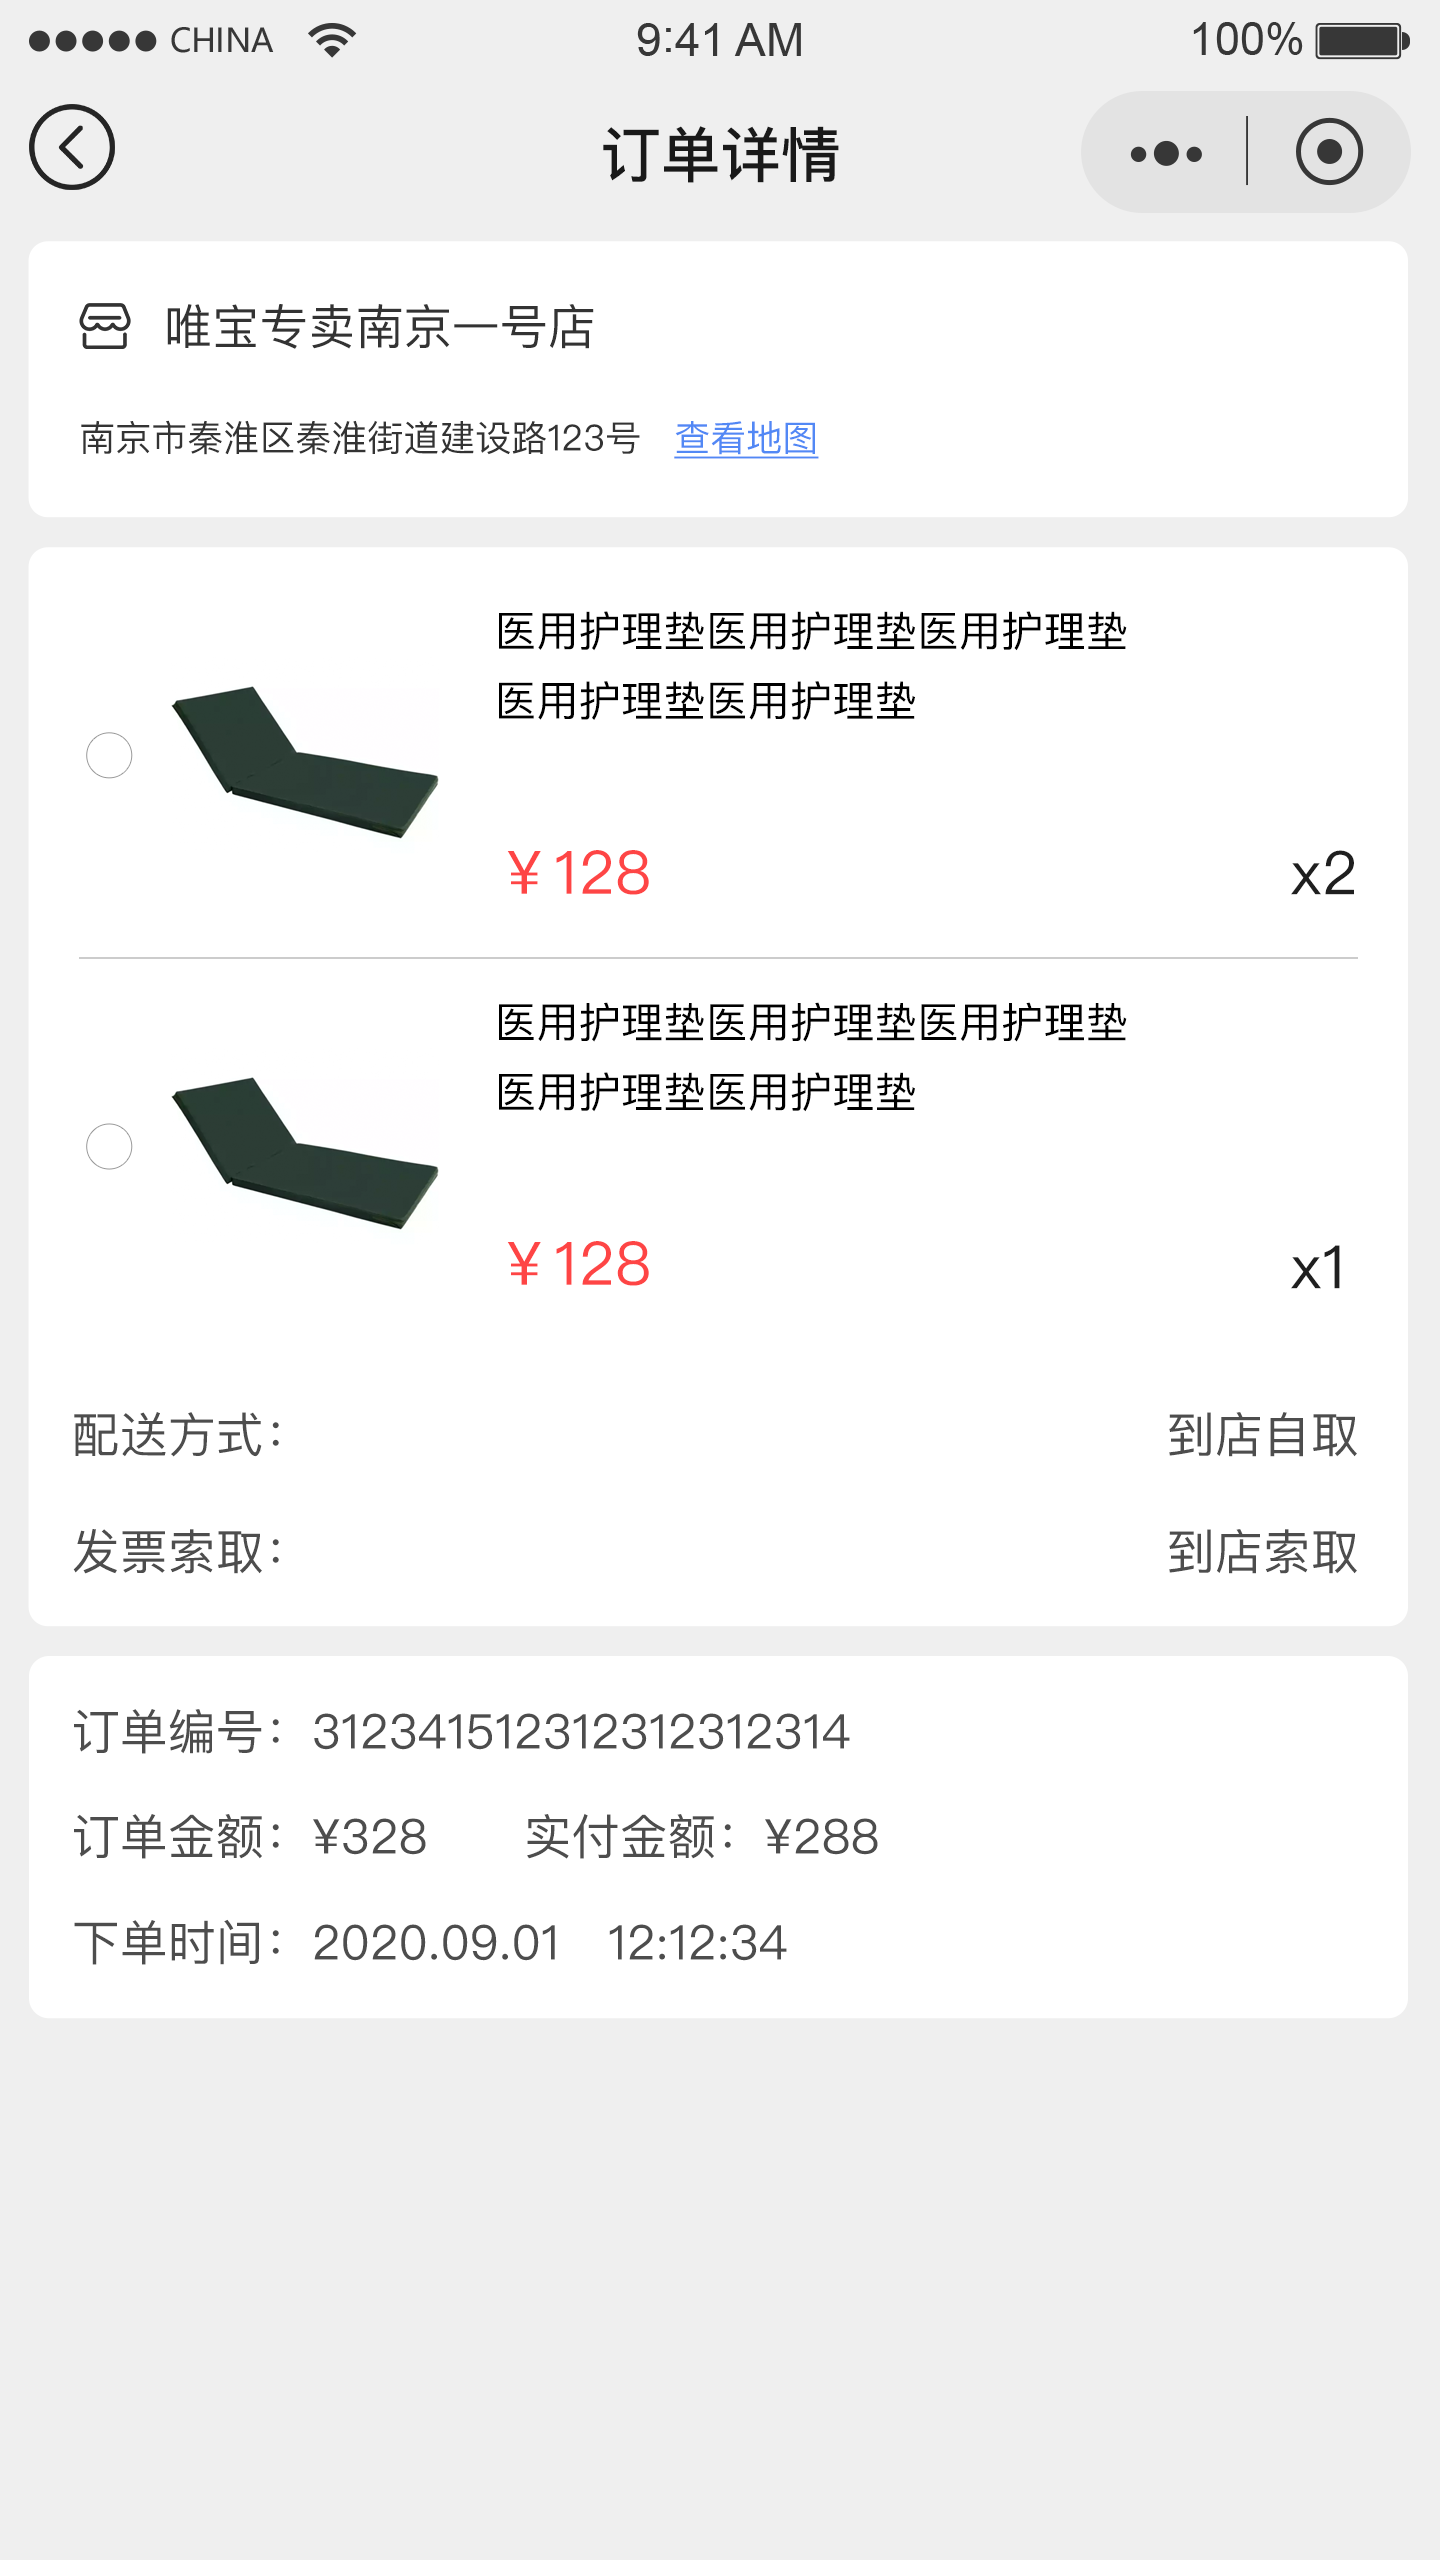 CHINA 9:41 AM 100%
订单详情
唯宝专卖南京一号店
南京市秦淮区秦淮街道建设路123号 查看地图
医用护理垫医用护理垫医用护理垫
医用护理垫医用护理垫
¥128 x2
医用护理垫医用护理垫医用护理垫
医用护理垫医用护理垫
¥128 x1
配送方式： 到店自取
发票索取： 到店索取
订单编号：3123415123123123123​14
订单金额：¥328 实付金额：¥288
下单时间：2020.09.01 12:12:34